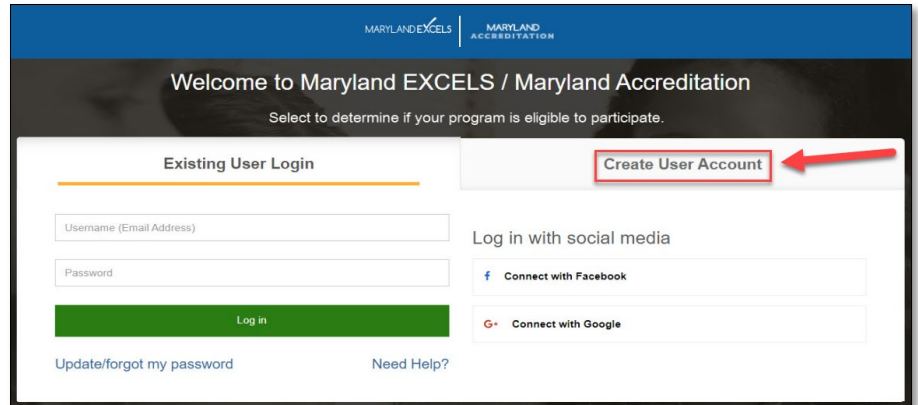 MARYLAND EXCELS
MARYLAND
ACCREDITATION
Welcome to Maryland EXCELS / Maryland Accreditation
Select to determine if your program is eligible to participate.
Existing User Login
Create User Account
Username (Email Address)
Password
Log in
Update/forgot my password
Need Help?
Log in with social media
f Connect with Facebook
G+ Connect with Google